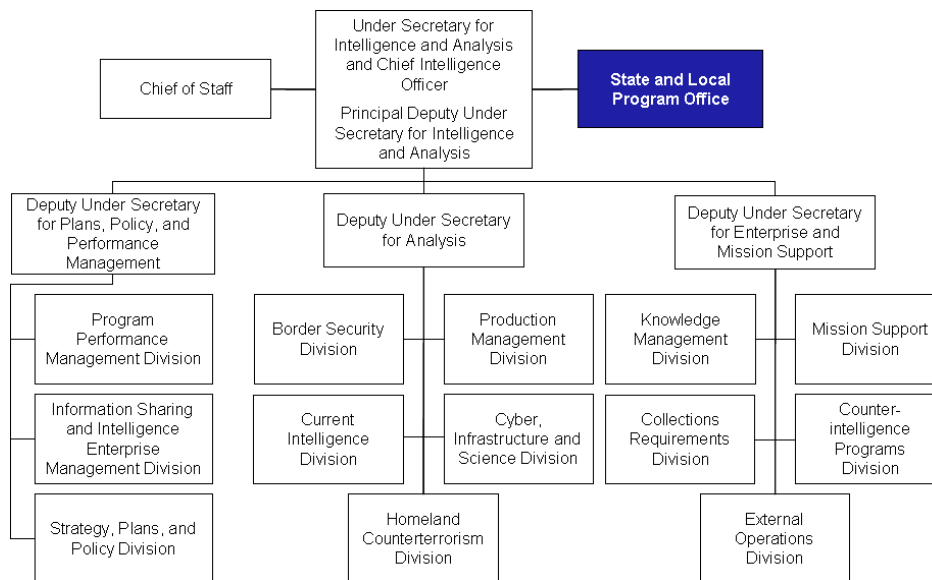 Under Secretary for
Intelligence and Analysis
and Chief Intelligence
Officer
Principal Deputy Under
Secretary for Intelligence
and Analysis
Chief of Staff
State and Local
Program Office
Deputy Under Secretary
for Plans, Policy, and
Performance
Management
Deputy Under Secretary
for Analysis
Deputy Under Secretary
for Enterprise and
Mission Support
Program
Performance
Management Division
Border Security
Division
Production
Management
Division
Knowledge
Management
Division
Mission Support
Division
Information Sharing
and Intelligence
Enterprise
Management Division
Current
Intelligence
Division
Cyber,
Infrastructure and
Science Division
Collections
Requirements
Division
Counter-
intelligence
Programs
Division
Strategy, Plans, and
Policy Division
Homeland
Counterterrorism
Division
External
Operations
Division